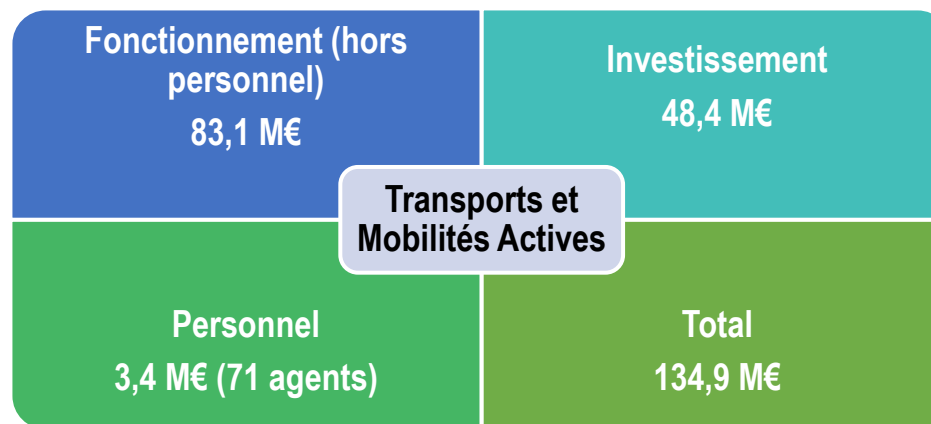 Fonctionnement (hors
personnel)
83,1 M€
Investissement
48,4 M€
Transports et
Mobilités Actives
Personnel
3,4 M€ (71 agents)
Total
134,9 M€